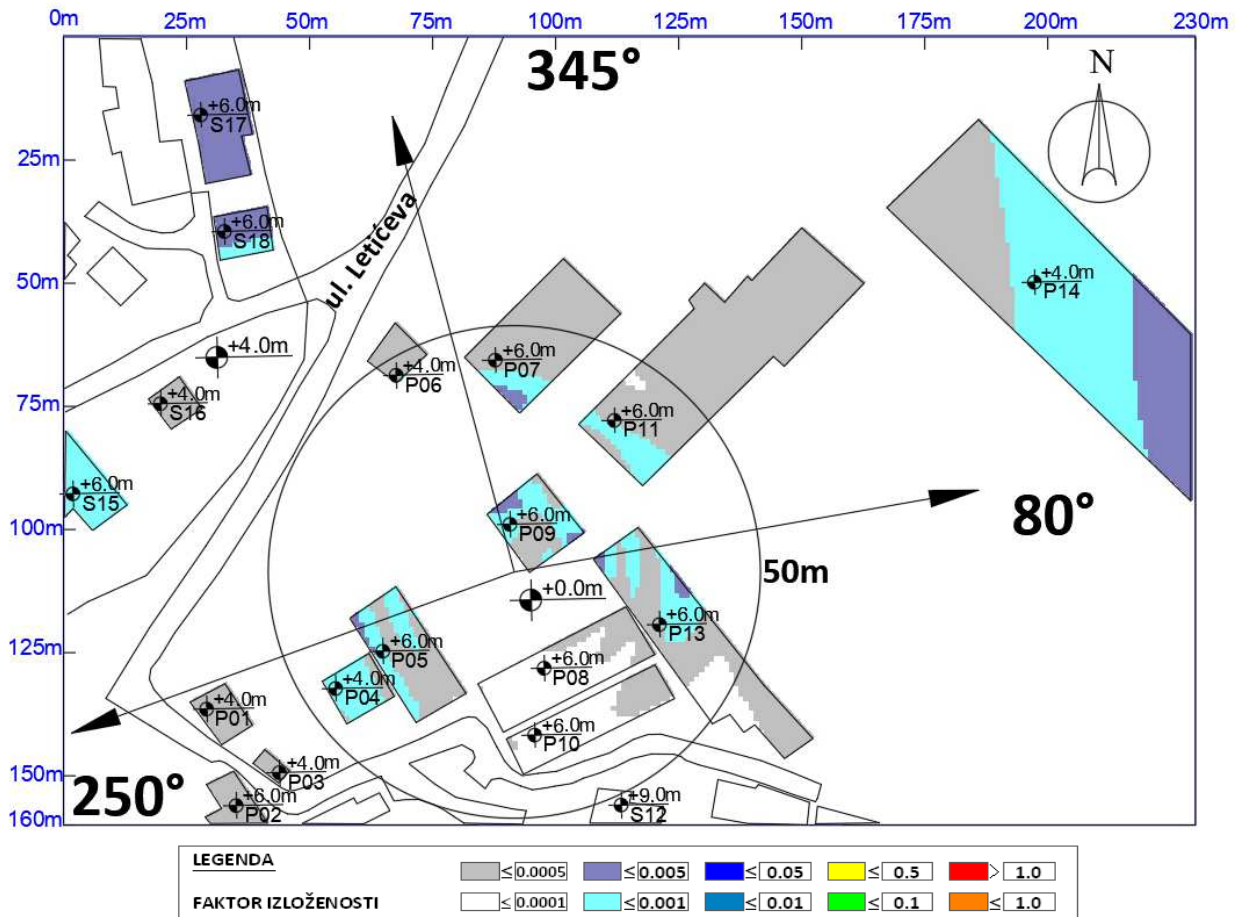 0m 25m 50m 75m 100m 125m 150m 175m 200m 230m
345°
N
+6.0m
S17
25m
+6.0m
S18
ul. Letićeva
50m
+4.0m
P14
+4.0m
+4.0m
P06
+6.0m
P07
75m
+4.0m
S16
+6.0m
P11
+6.0m
S15
100m
+6.0m
P09
80°
50m
+0.0m
125m
+6.0m
P05
+6.0m
P13
+4.0m
P04
+6.0m
P08
+4.0m
P01
+6.0m
P10
150m
+4.0m
P03
250°
+6.0m
P02
+9.0m
S12
160m
LEGENDA
≤ 0.0005 ≤ 0.005 ≤ 0.05 ≤ 0.5 > 1.0
FAKTOR IZLOŽENOSTI
≤ 0.0001 ≤ 0.001 ≤ 0.01 ≤ 0.1 ≤ 1.0